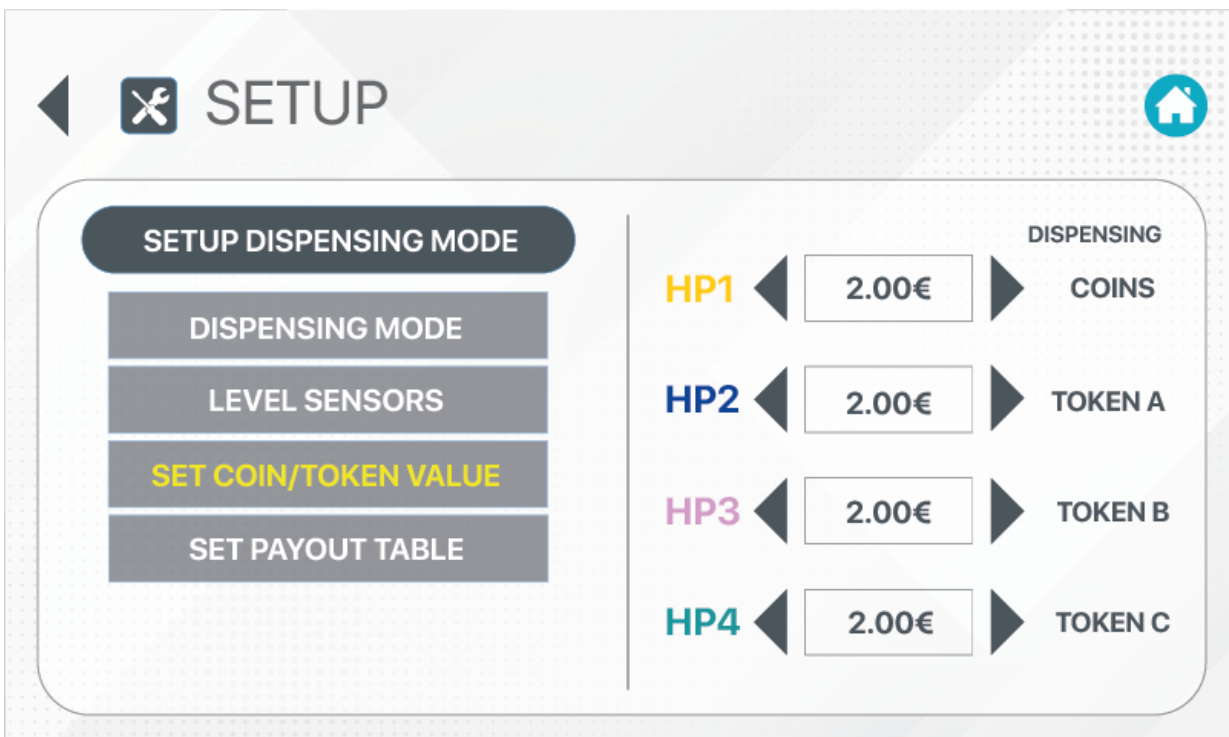 SETUP
SETUP DISPENSING MODE
DISPENSING MODE
LEVEL SENSORS
SET COIN/TOKEN VALUE
SET PAYOUT TABLE
DISPENSING
HP1 2.00€ COINS
HP2 2.00€ TOKEN A
HP3 2.00€ TOKEN B
HP4 2.00€ TOKEN C